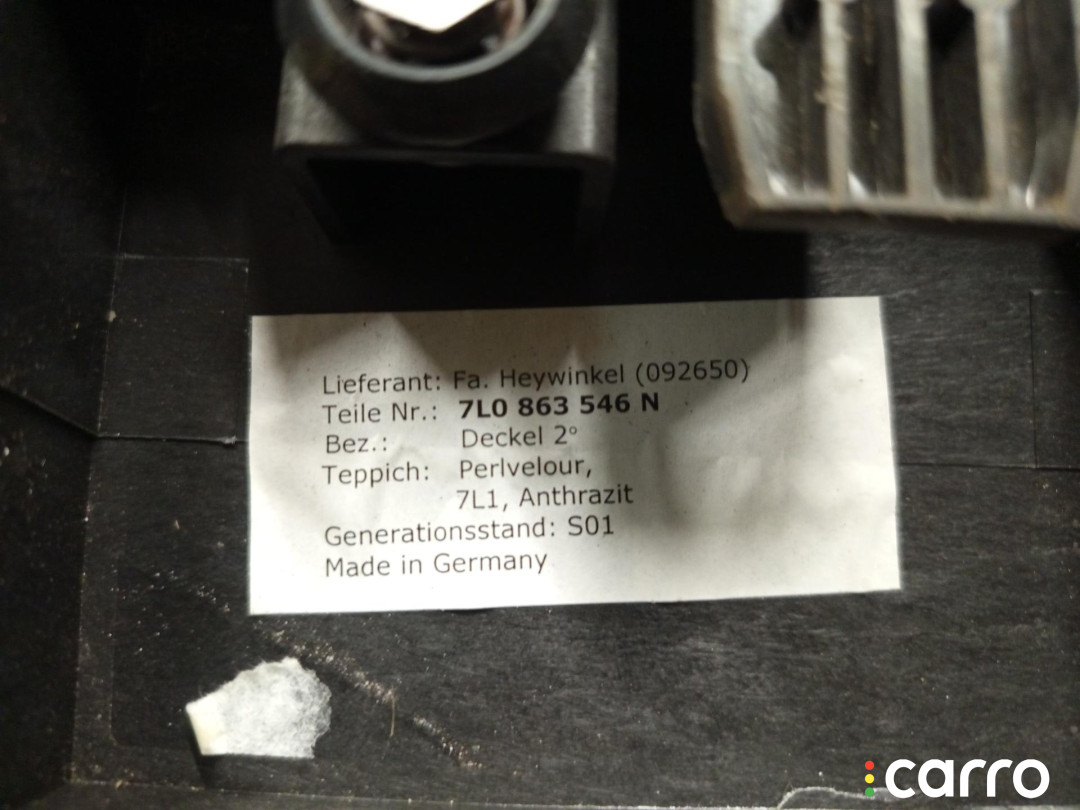 Lieferant: Fa. Heywinkel (092650)
Teile Nr.: 7L0 863 546 N
Bez.: Deckel 2°
Teppich: Perlvelour,
7L1, Anthrazit
Generationsstand: S01
Made in Germany
carro